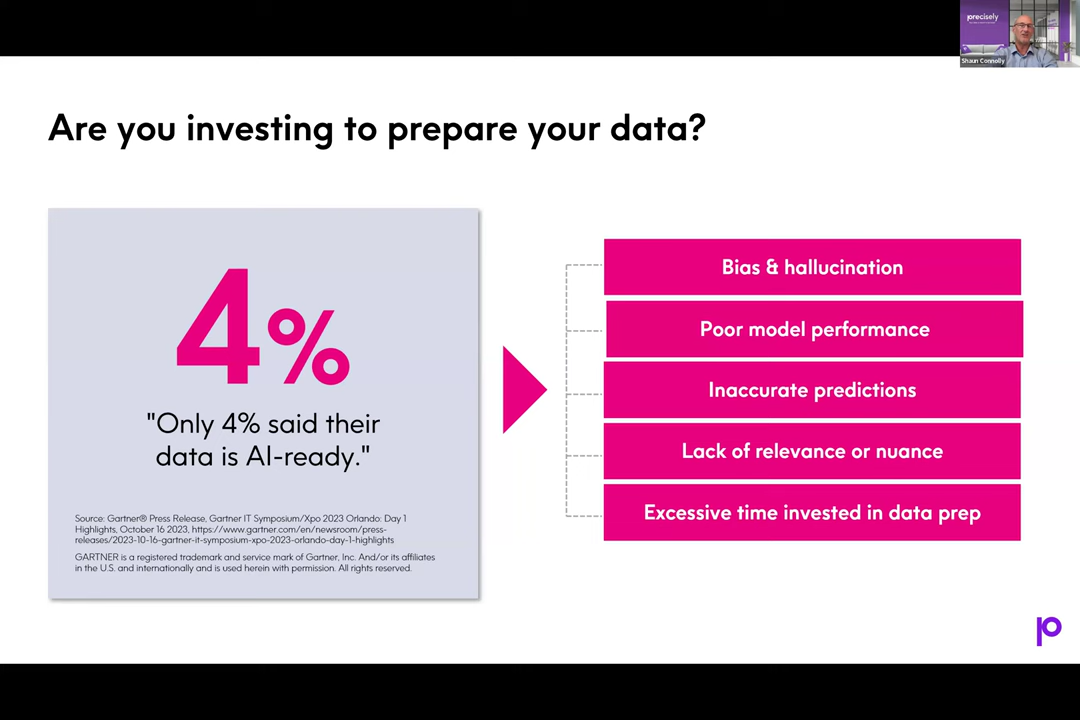 precisely
Shaun Connolly
Are you investing to prepare your data?
4%
"Only 4% said their
data is AI-ready."
Source: Gartner® Press Release, Gartner IT Symposium/Xpo 2023 Orlando: Day 1
Highlights, October 16 2023, https://www.gartner.com/en/newsroom/press-
releases/2023-10-16-gartner-it-symposium-xpo-2023-orlando-day-1-highlights
GARTNER is a registered trademark and service mark of Gartner, Inc. And/or its affiliates
in the U.S. and internationally and is used herein with permission. All rights reserved.
Bias & hallucination
Poor model performance
Inaccurate predictions
Lack of relevance or nuance
Excessive time invested in data prep
p